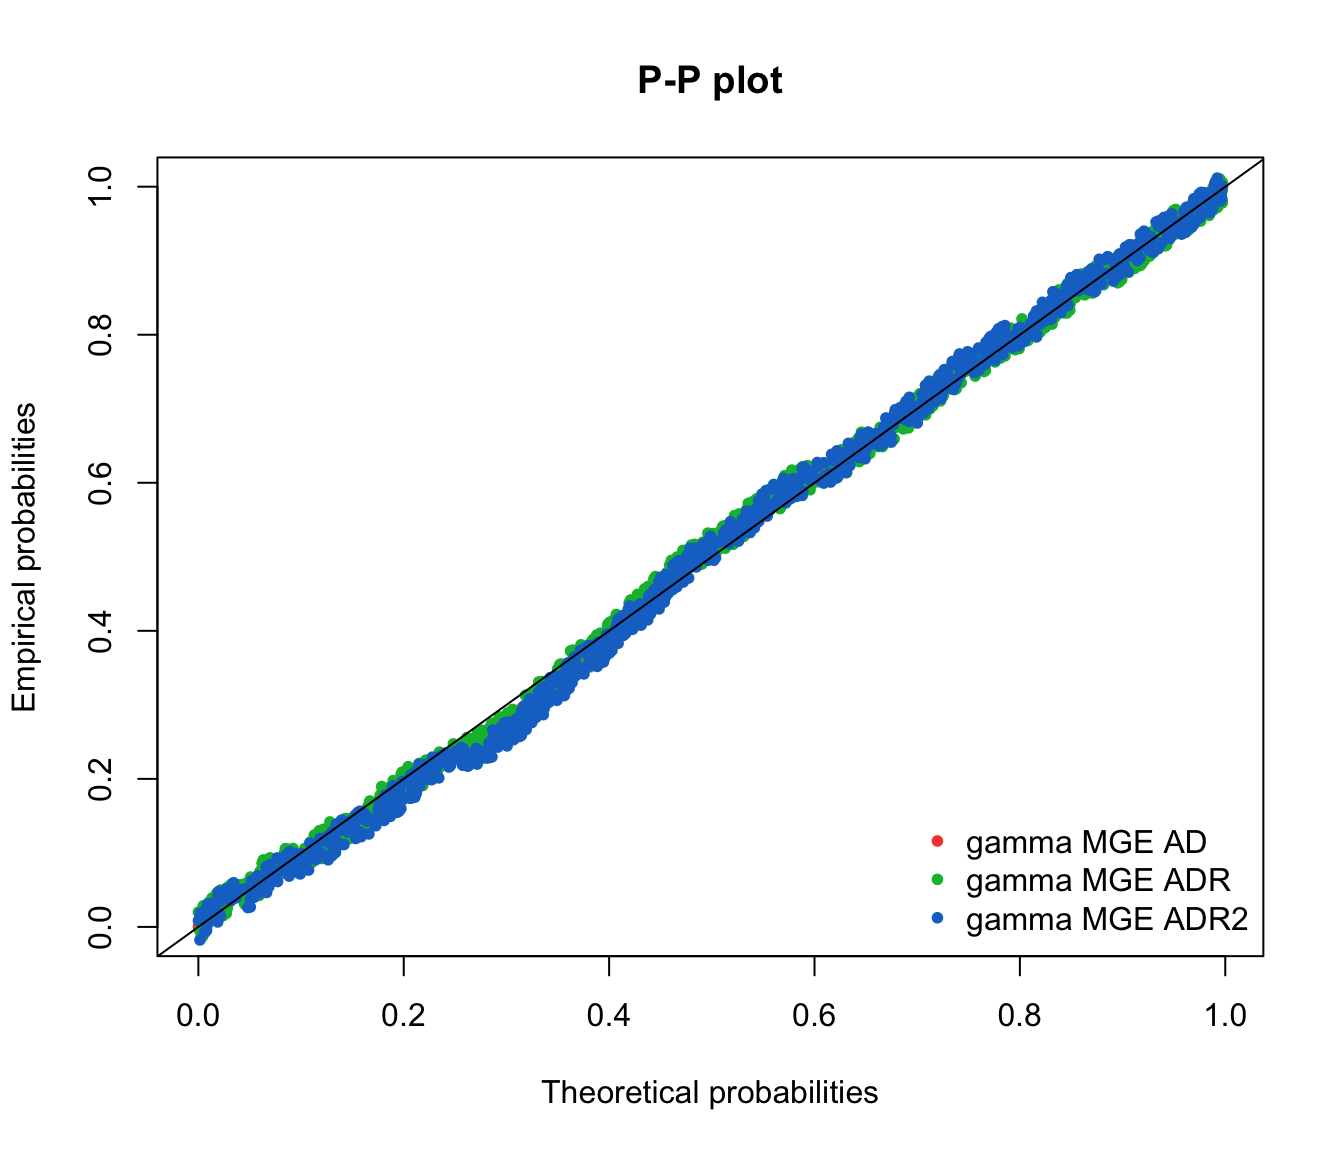 P-P plot
Empirical probabilities
1.0
0.8
0.6
0.4
0.2
0.0
gamma MGE AD
gamma MGE ADR
gamma MGE ADR2
0.0 0.2 0.4 0.6 0.8 1.0
Theoretical probabilities